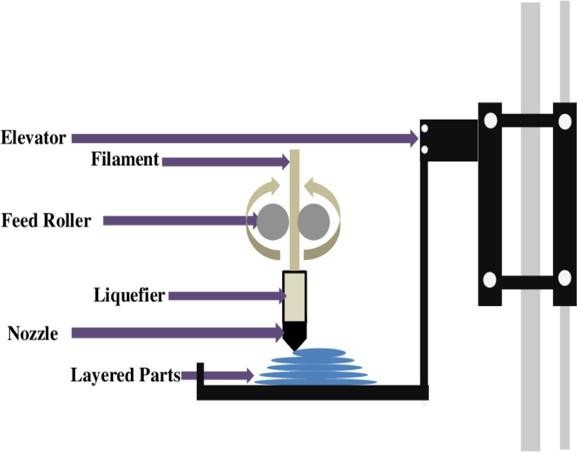 Elevator
Filament
Feed Roller
Liquefier
Nozzle
Layered Parts